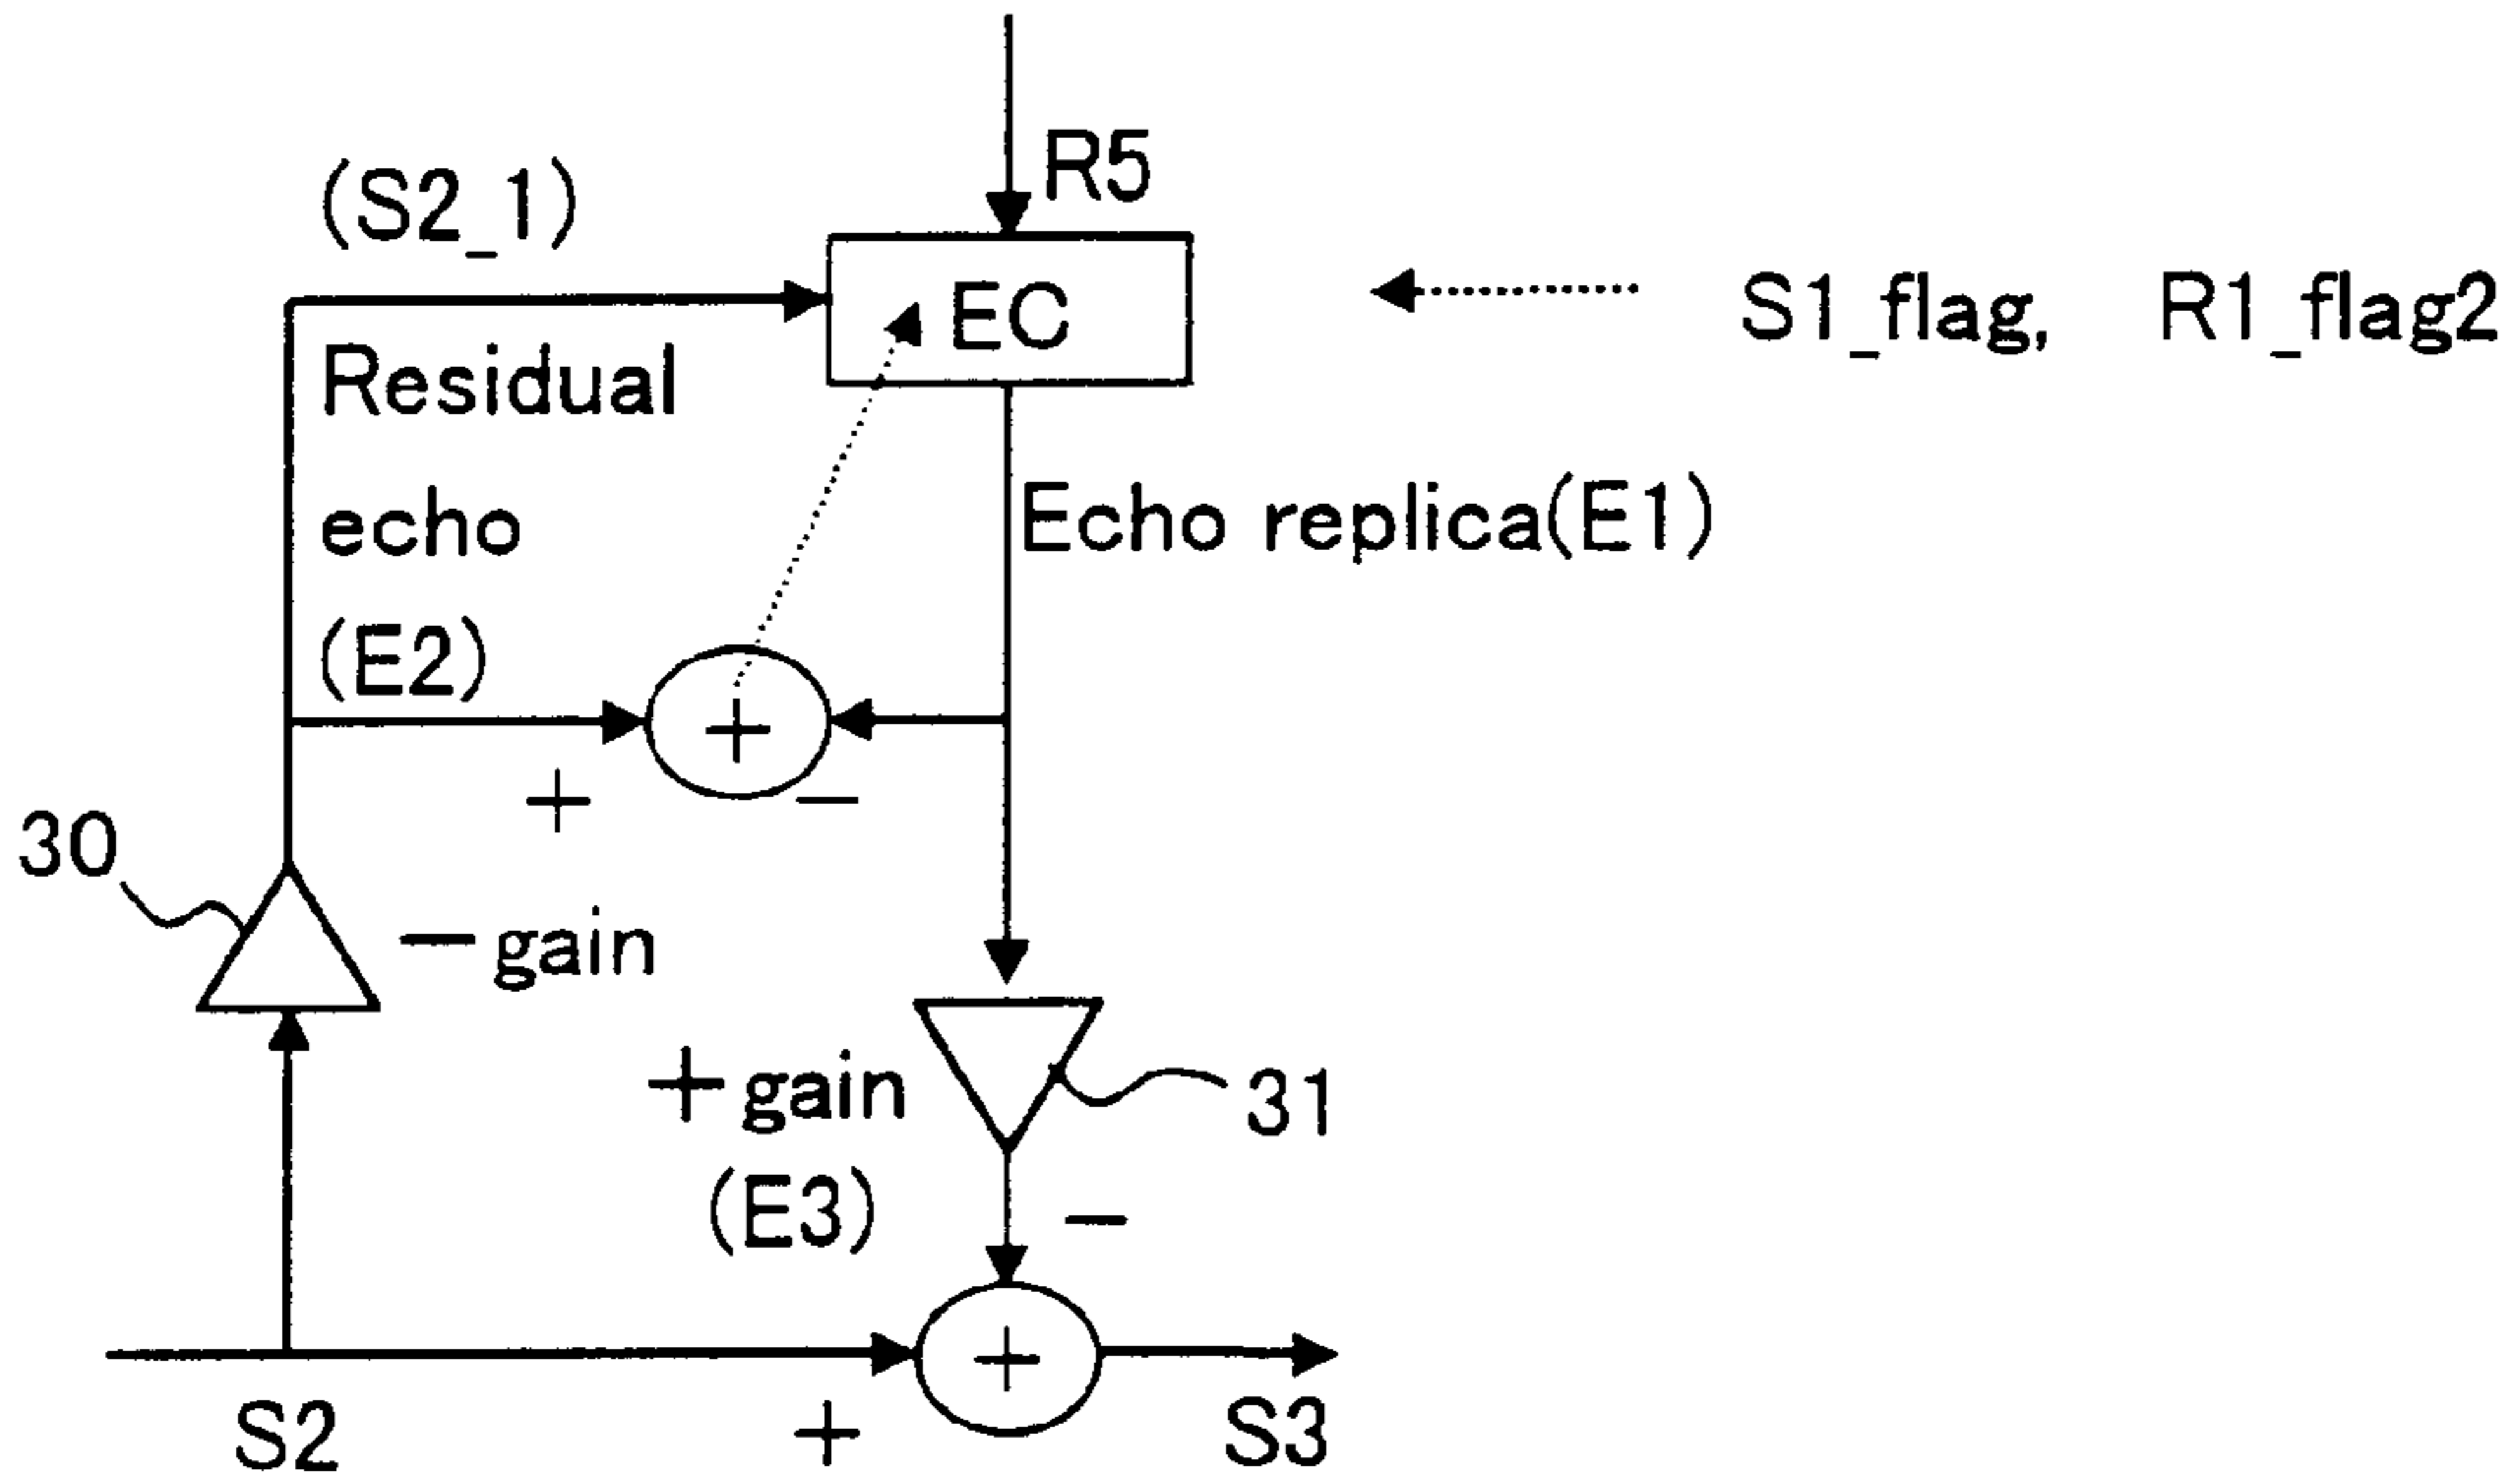 R5
(S2_1)
EC
S1_flag, R1_flag2
Residual
echo
(E2)
Echo replica(E1)
+
+ −
30
−gain
+gain
31
(E3)
−
+
S2
+
S3